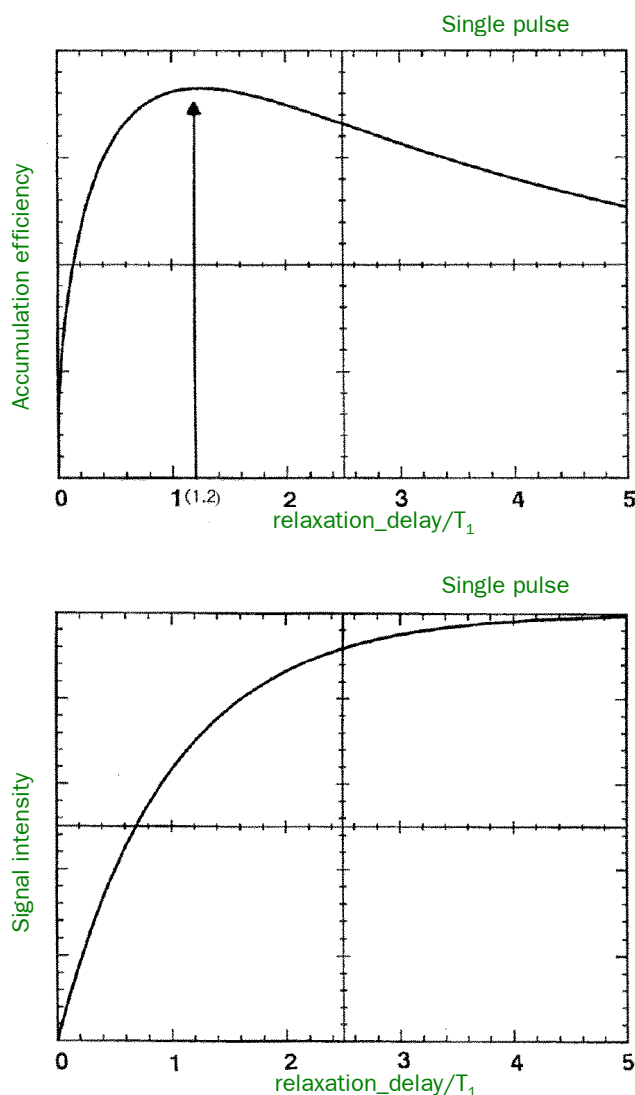 Single pulse
Accumulation efficiency
0 1(1.2) 2 3 4 5
relaxation_delay/T₁
Single pulse
Signal intensity
0 1 2 3 4 5
relaxation_delay/T₁